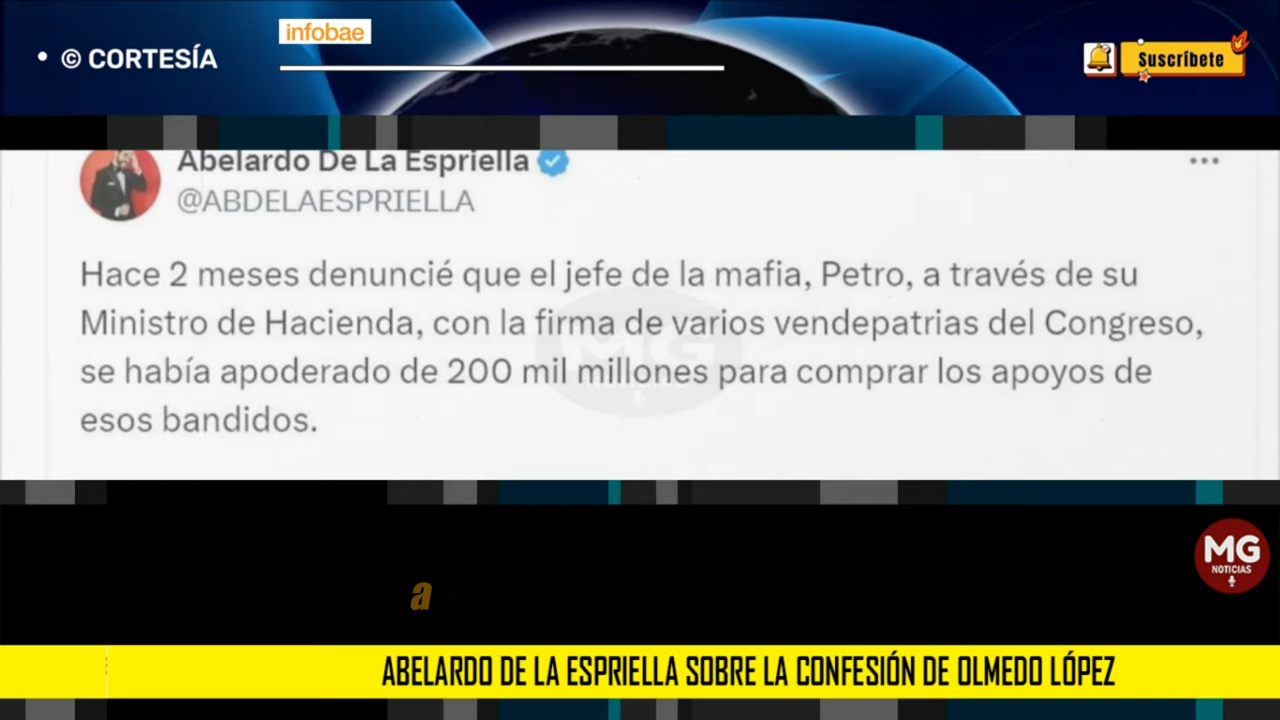 infobae
• © CORTESÍA
Suscríbete
Abelardo De La Espriella
@ABDELAESPRIELLA
Hace 2 meses denuncié que el jefe de la mafia, Petro, a través de su
Ministro de Hacienda, con la firma de varios vendepatrias del Congreso,
se había apoderado de 200 mil millones para comprar los apoyos de
esos bandidos.
MG
MG
NOTICIAS
a
ABELARDO DE LA ESPRIELLA SOBRE LA CONFESIÓN DE OLMEDO LÓPEZ